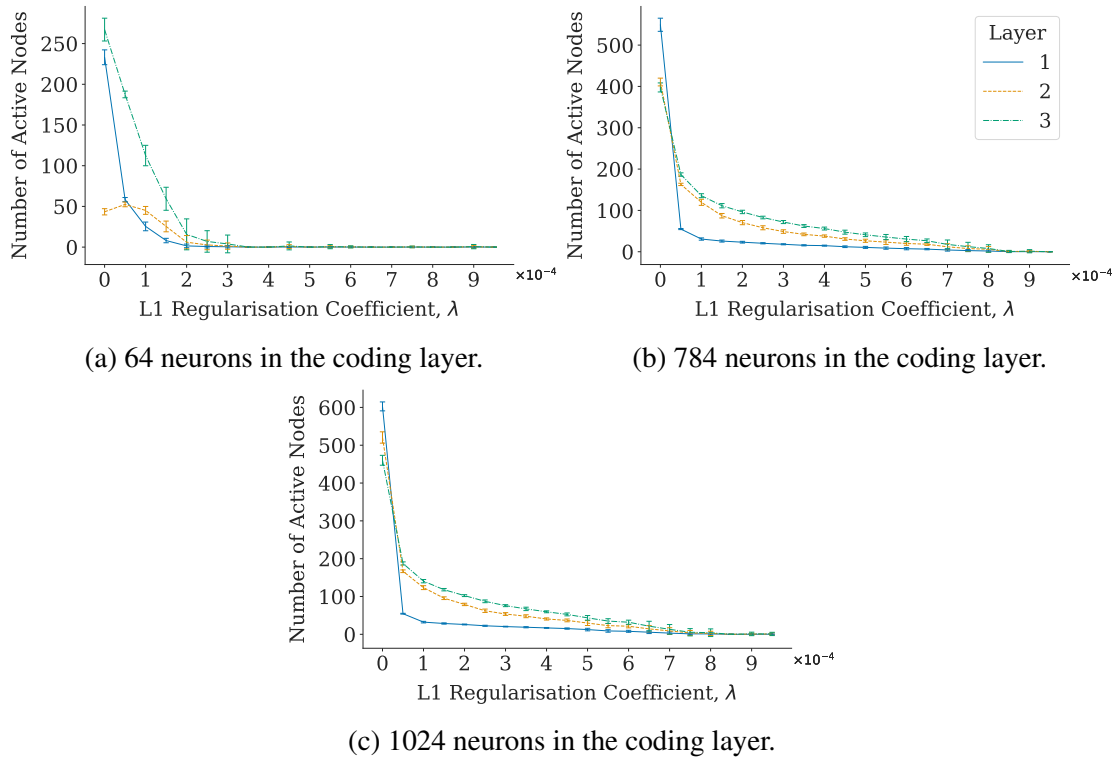 Number of Active Nodes
250
200
150
100
50
0
0 1 2 3 4 5 6 7 8 9
×10⁻⁴
L1 Regularisation Coefficient, λ
(a) 64 neurons in the coding layer.
Number of Active Nodes
500
400
300
200
100
0
Layer
1
2
3
0 1 2 3 4 5 6 7 8 9
×10⁻⁴
L1 Regularisation Coefficient, λ
(b) 784 neurons in the coding layer.
Number of Active Nodes
600
500
400
300
200
100
0
0 1 2 3 4 5 6 7 8 9
×10⁻⁴
L1 Regularisation Coefficient, λ
(c) 1024 neurons in the coding layer.